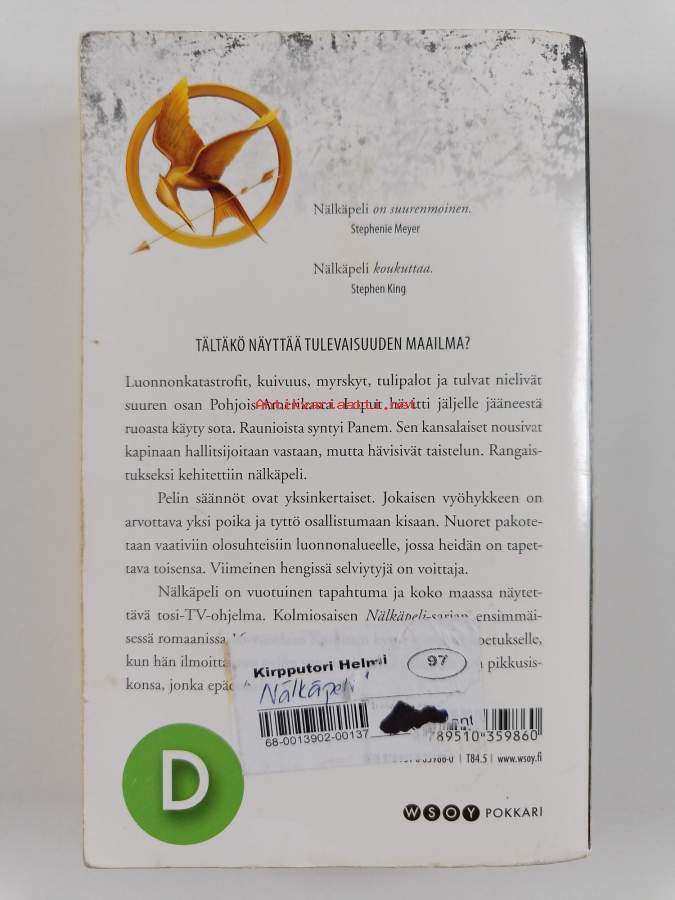 Nälkäpeli on suurenmoinen.
Stephenie Meyer
Nälkäpeli koukuttaa.
Stephen King
TÄLTÄKÖ NÄYTTÄÄ TULEVAISUUDEN MAAILMA?
Luonnonkatastrofit, kuivuus, myrskyt, tulipalot ja tulvat nielivät
suuren osan Pohjois-Amerikasta. Loput hävitti jäljelle jääneestä
Antikvariaatti.net
ruoasta käyty sota. Raunioista syntyi Panem. Sen kansalaiset nousivat
kapinaan hallitsijoitaan vastaan, mutta hävisivät taistelun. Rangais-
tukseksi kehitettiin nälkäpeli.
Pelin säännöt ovat yksinkertaiset. Jokaisen vyöhykkeen on
arvottava yksi poika ja tyttö osallistumaan kisaan. Nuoret pakote-
taan vaativiin olosuhteisiin luonnonalueelle, jossa heidän on tapet-
tava toisensa. Viimeinen hengissä selviytyjä on voittaja.
Nälkäpeli on vuotuinen tapahtuma ja koko maassa näytet-
tävä tosi-TV-ohjelma. Kolmiosaisen Nälkäpeli-sarjan ensimmäi-
sessä romaanissa
kun hän ilmoitta pikkusis-
konsa, jonka
Kirpputori Helmi 97
"Nälkäpeli"
68-0013902-00137
789510359860
T84.5 | www.wsoy.fi
D
WSOY POKKARI